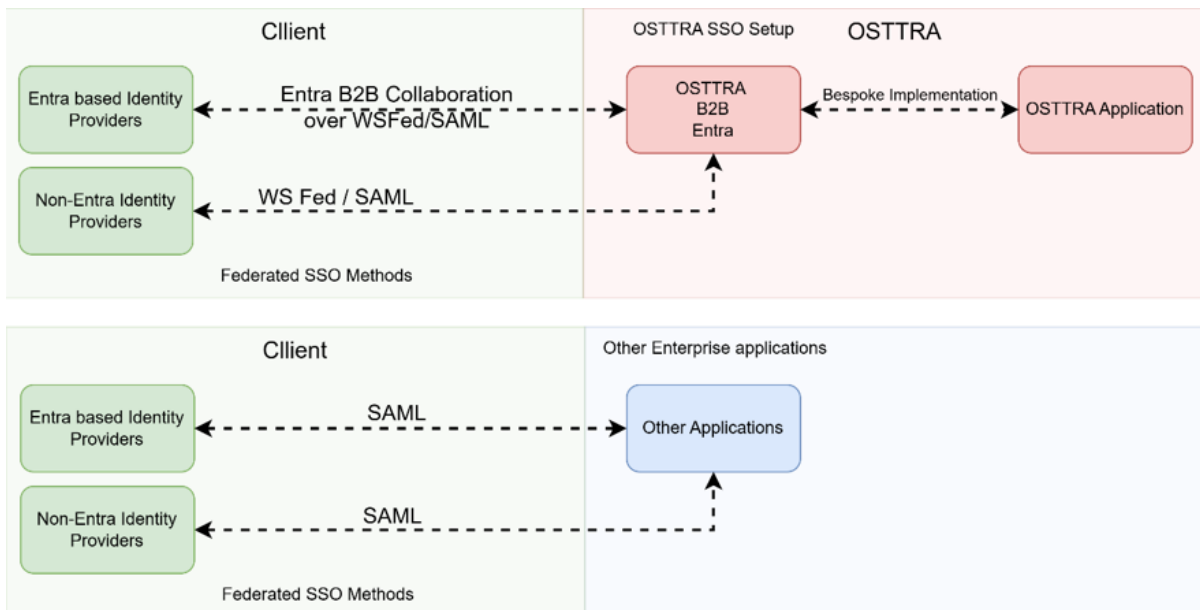 Cllient
OSTTRA SSO Setup
OSTTRA
Entra based Identity
Providers
Entra B2B Collaboration
over WSFed/SAML
OSTTRA
B2B
Entra
Bespoke Implementation
OSTTRA Application
Non-Entra Identity
Providers
WS Fed / SAML
Federated SSO Methods
Cllient
Other Enterprise applications
Entra based Identity
Providers
SAML
Other Applications
Non-Entra Identity
Providers
SAML
Federated SSO Methods